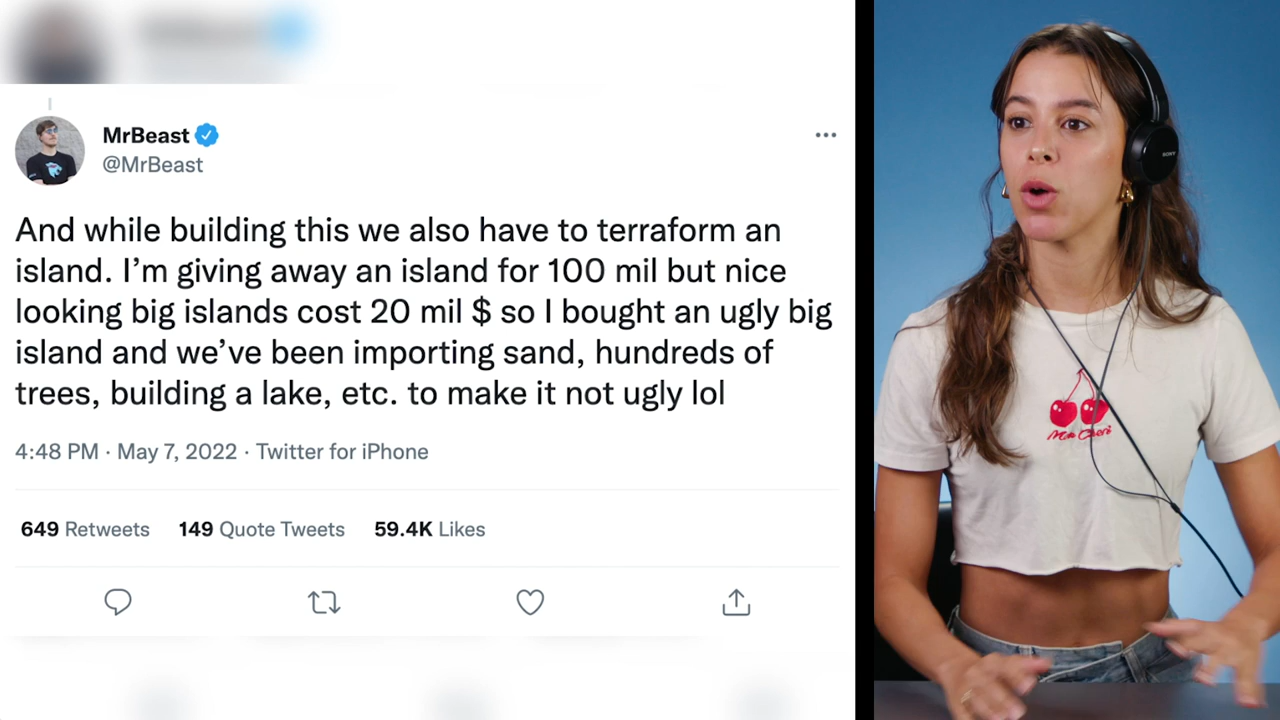 MrBeast
@MrBeast
And while building this we also have to terraform an
island. I’m giving away an island for 100 mil but nice
looking big islands cost 20 mil $ so I bought an ugly big
island and we’ve been importing sand, hundreds of
trees, building a lake, etc. to make it not ugly lol
4:48 PM · May 7, 2022 · Twitter for iPhone
649 Retweets 149 Quote Tweets 59.4K Likes
SONY
Mon Cheri